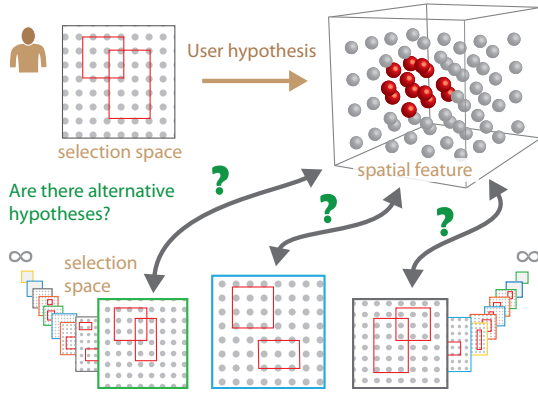 User hypothesis
selection space
spatial feature
Are there alternative
hypotheses?
?
?
?
∞
∞
selection
space